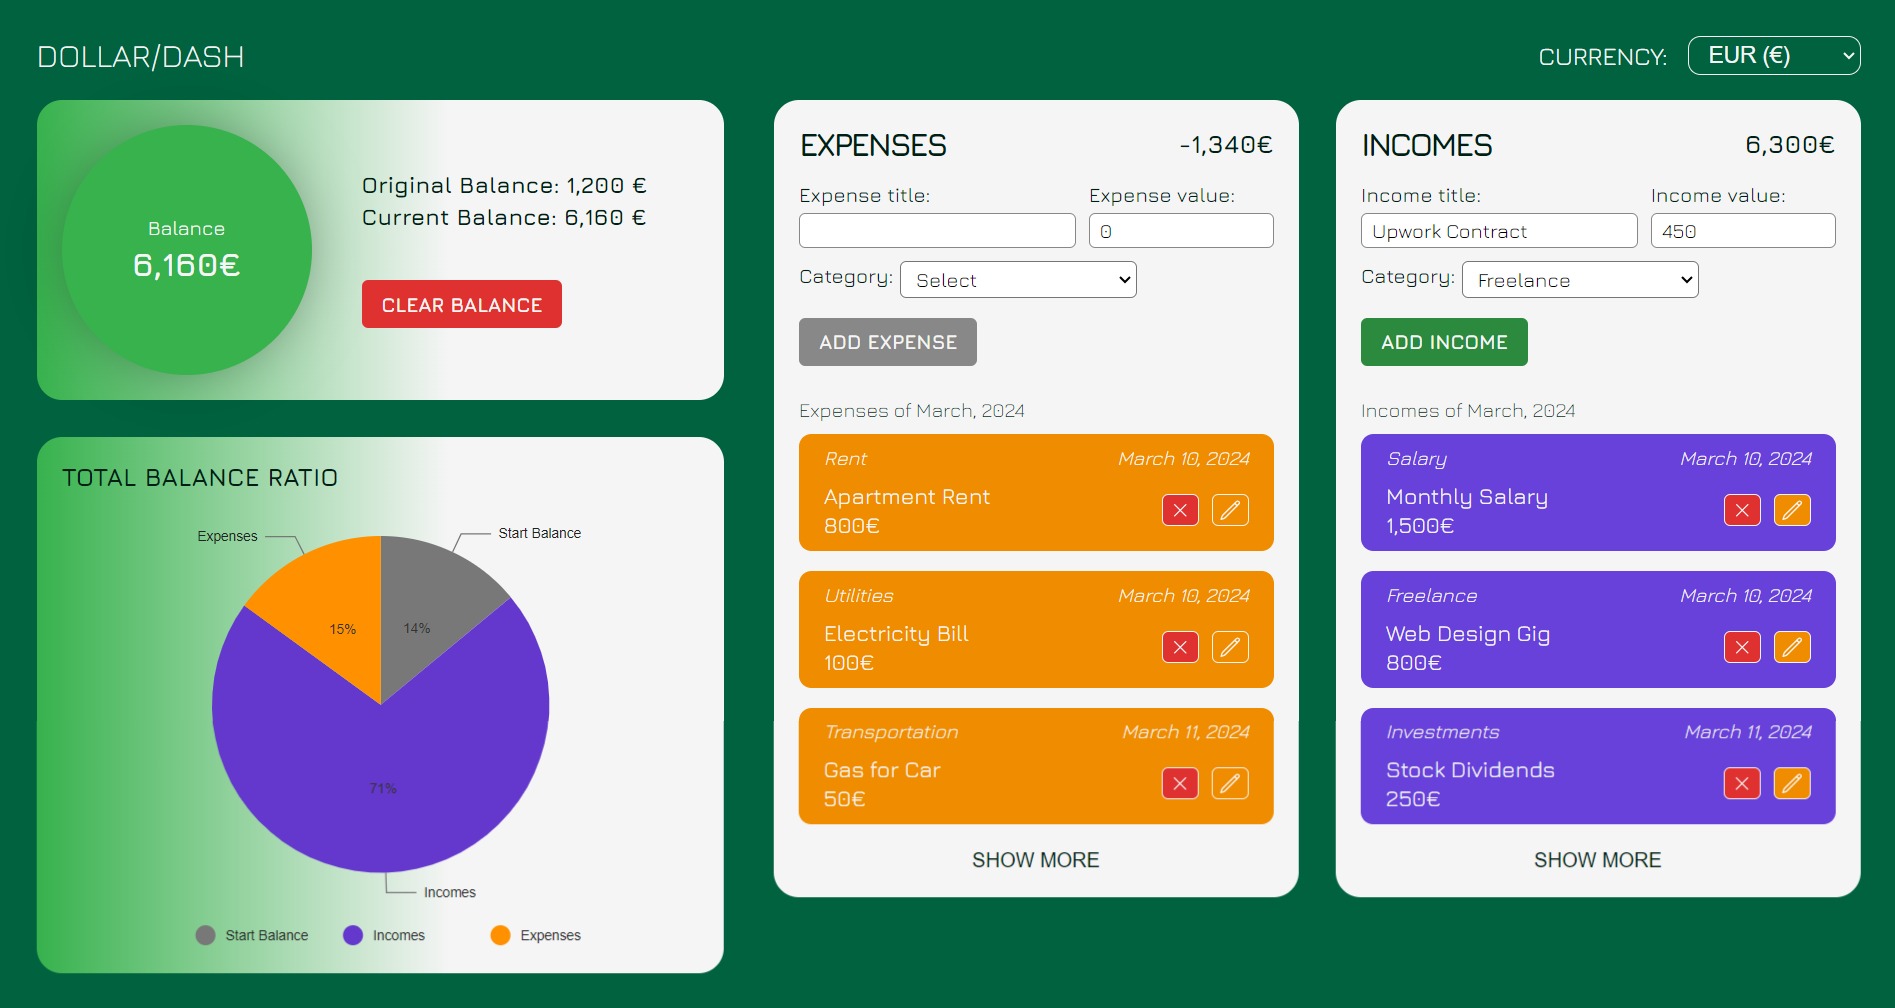 DOLLAR/DASH
CURRENCY: EUR (€)
Balance
6,160€
Original Balance: 1,200 €
Current Balance: 6,160 €
CLEAR BALANCE
TOTAL BALANCE RATIO
Expenses
Start Balance
15%
14%
71%
Incomes
Start Balance Incomes Expenses
EXPENSES -1,340€
Expense title: Expense value:
0
Category: Select
ADD EXPENSE
Expenses of March, 2024
Rent March 10, 2024
Apartment Rent
800€
Utilities March 10, 2024
Electricity Bill
100€
Transportation March 11, 2024
Gas for Car
50€
SHOW MORE
INCOMES 6,300€
Income title: Income value:
Upwork Contract 450
Category: Freelance
ADD INCOME
Incomes of March, 2024
Salary March 10, 2024
Monthly Salary
1,500€
Freelance March 10, 2024
Web Design Gig
800€
Investments March 11, 2024
Stock Dividends
250€
SHOW MORE